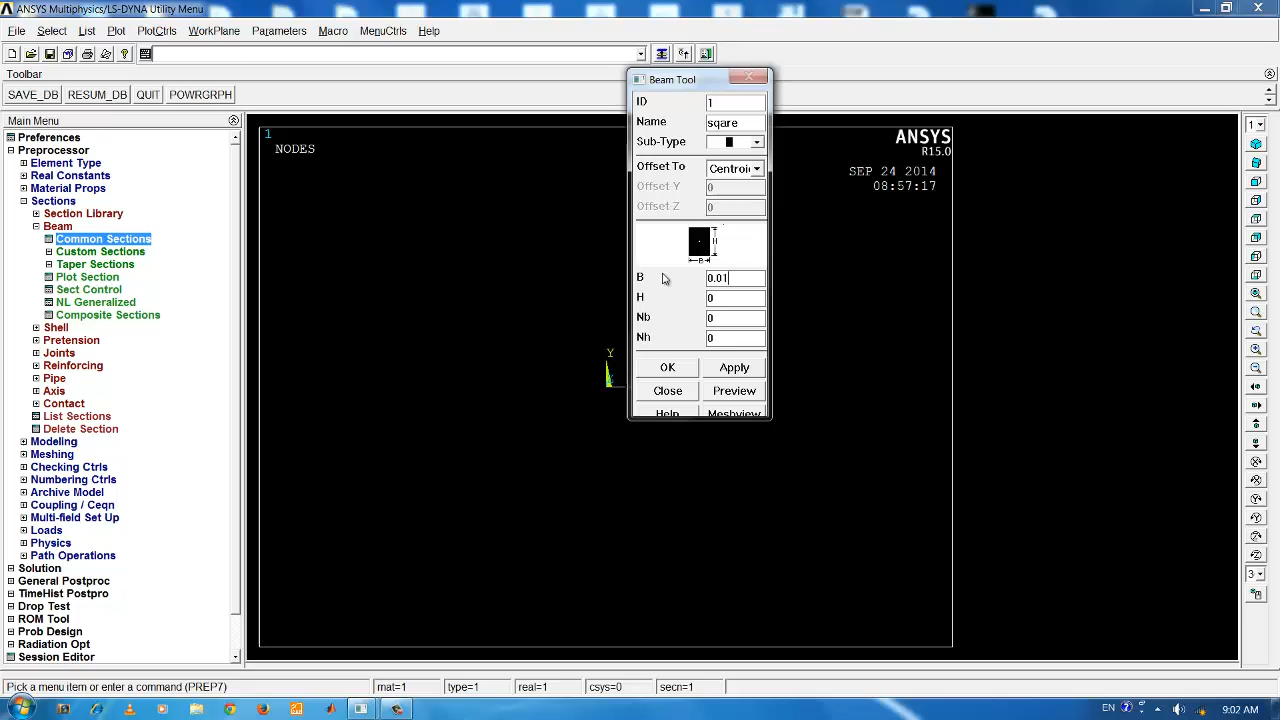 ANSYS Multiphysics/LS-DYNA Utility Menu
File Select List Plot PlotCtrls WorkPlane Parameters Macro MenuCtrls Help
Toolbar
SAVE_DB RESUM_DB QUIT POWRGRPH
Main Menu
Preferences
Preprocessor
Element Type
Real Constants
Material Props
Sections
Section Library
Beam
Common Sections
Custom Sections
Taper Sections
Plot Section
Sect Control
NL Generalized
Composite Sections
Shell
Pretension
Joints
Reinforcing
Pipe
Axis
Contact
List Sections
Delete Section
Modeling
Meshing
Checking Ctrls
Numbering Ctrls
Archive Model
Coupling / Ceqn
Multi-field Set Up
Loads
Physics
Path Operations
Solution
General Postproc
TimeHist Postpro
Drop Test
ROM Tool
Prob Design
Radiation Opt
Session Editor
1
NODES
Y
ANSYS
R15.0
SEP 24 2014
08:57:17
Beam Tool
ID 1
Name sqare
Sub-Type
Offset To Centroi
Offset Y 0
Offset Z 0
H
B
B 0.01
H 0
Nb 0
Nh 0
OK Apply
Close Preview
Help Meshview
1
3
Pick a menu item or enter a command (PREP7) mat=1 type=1 real=1 csys=0 secn=1
EN 9:02 AM